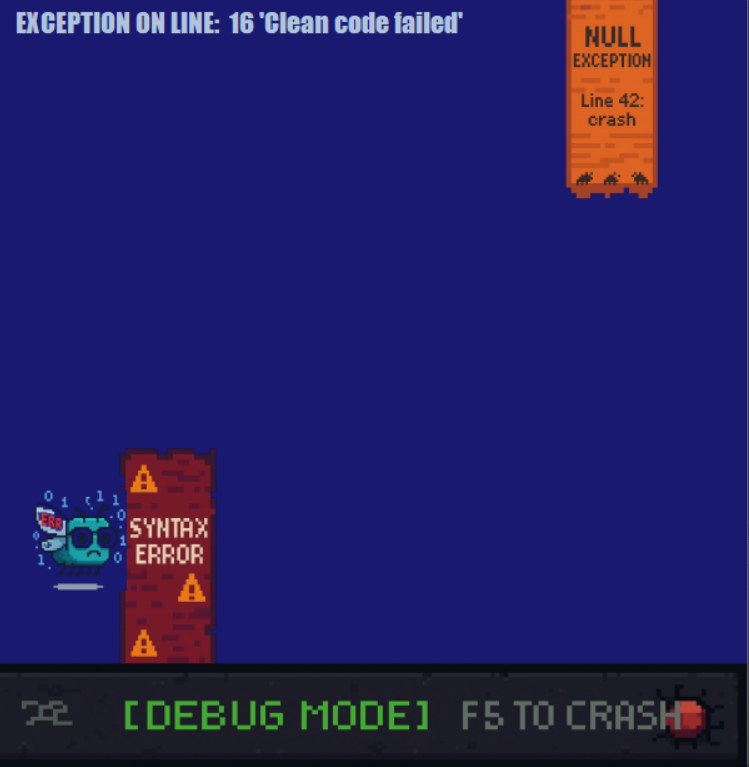 EXCEPTION ON LINE: 16 'Clean code failed'
NULL
EXCEPTION
Line 42:
crash
0 1 1 1
ERR
0
0
1
1
0
SYNTAX
ERROR
[DEBUG MODE]
F5 TO CRASH